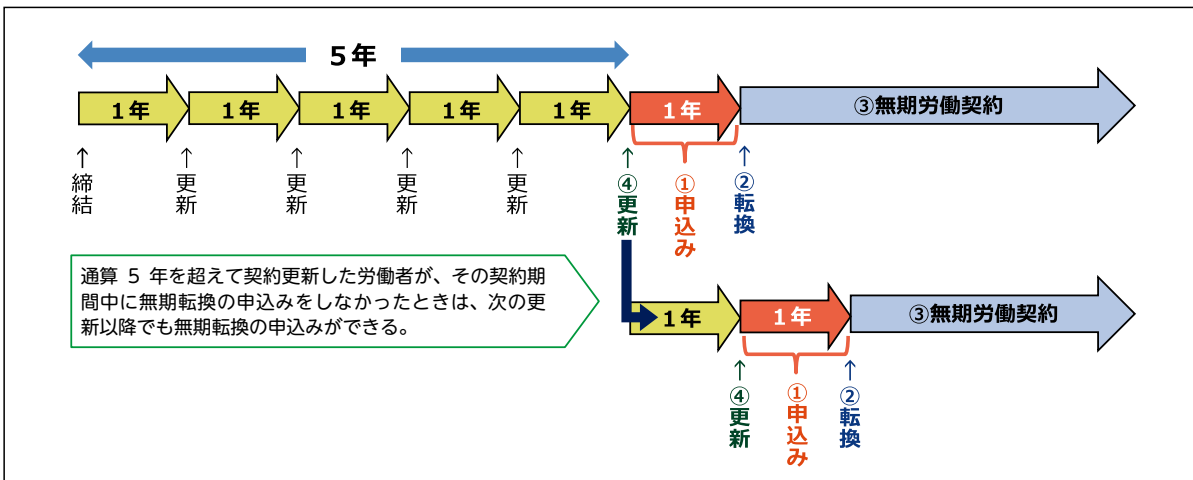 5年
1年
1年
1年
1年
1年
1年
③無期労働契約
↑締結
↑更新
↑更新
↑更新
↑更新
↑④更新
①申込み
↑②転換
通算 5 年を超えて契約更新した労働者が、その契約期
間中に無期転換の申込みをしなかったときは、次の更
新以降でも無期転換の申込みができる。
1年
1年
③無期労働契約
↑④更新
①申込み
↑②転換